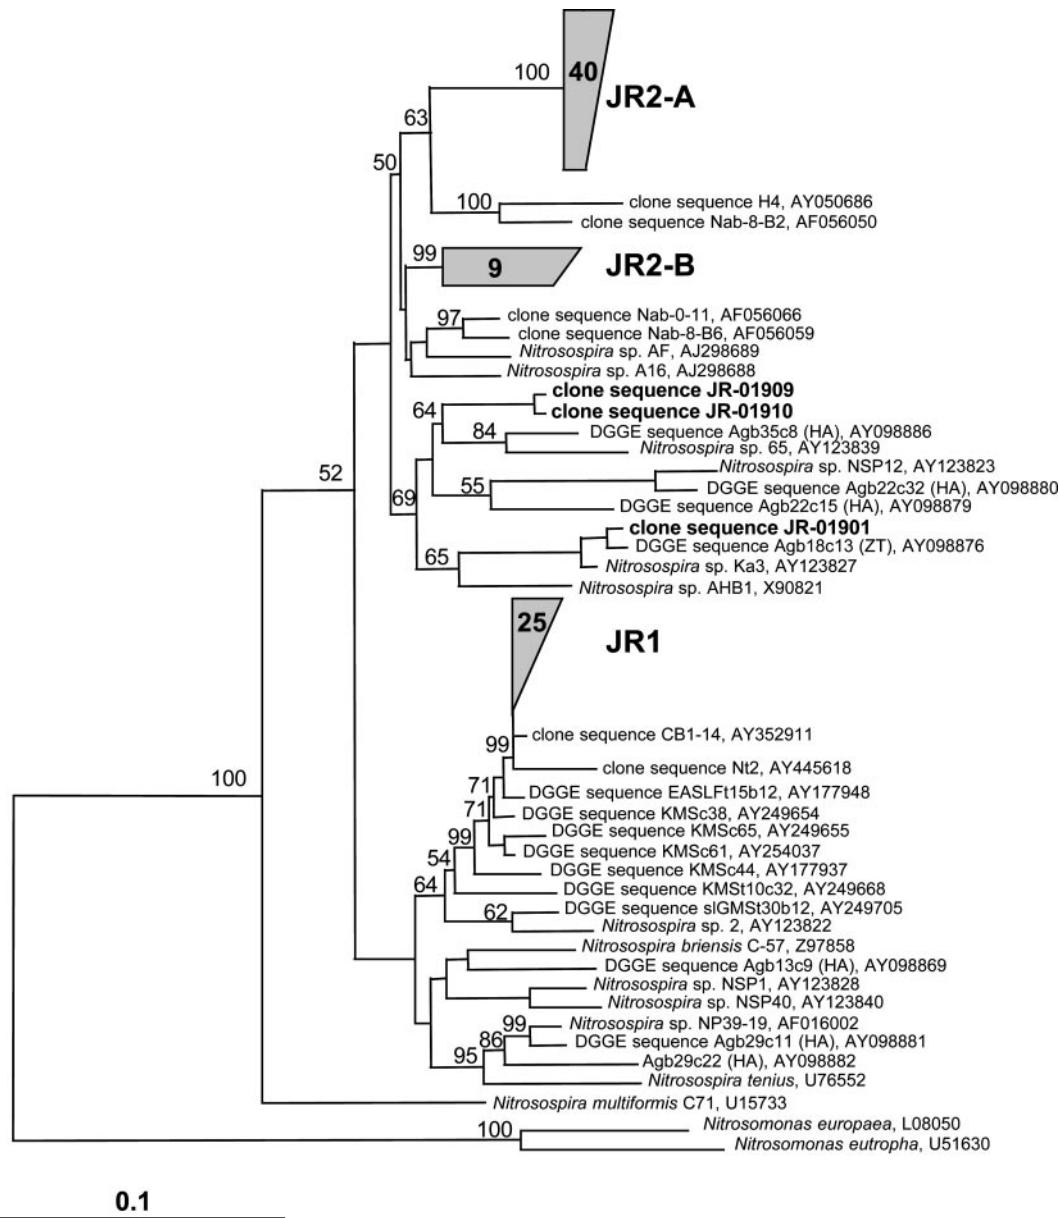 100
40
JR2-A
63
50
100
clone sequence H4, AY050686
clone sequence Nab-8-B2, AF056050
99
9
JR2-B
97
clone sequence Nab-0-11, AF056066
clone sequence Nab-8-B6, AF056059
Nitrosospira sp. AF, AJ298689
Nitrosospira sp. A16, AJ298688
clone sequence JR-01909
64
clone sequence JR-01910
84
DGGE sequence Agb35c8 (HA), AY098886
Nitrosospira sp. 65, AY123839
52
Nitrosospira sp. NSP12, AY123823
69
55
DGGE sequence Agb22c32 (HA), AY098880
DGGE sequence Agb22c15 (HA), AY098879
clone sequence JR-01901
65
DGGE sequence Agb18c13 (ZT), AY098876
Nitrosospira sp. Ka3, AY123827
Nitrosospira sp. AHB1, X90821
25
JR1
clone sequence CB1-14, AY352911
99
clone sequence Nt2, AY445618
100
71
DGGE sequence EASLFt15b12, AY177948
71
DGGE sequence KMSc38, AY249654
99
DGGE sequence KMSc65, AY249655
54
DGGE sequence KMSc61, AY254037
DGGE sequence KMSc44, AY177937
64
DGGE sequence KMSt10c32, AY249668
62
DGGE sequence slGMSt30b12, AY249705
Nitrosospira sp. 2, AY123822
Nitrosospira briensis C-57, Z97858
DGGE sequence Agb13c9 (HA), AY098869
Nitrosospira sp. NSP1, AY123828
Nitrosospira sp. NSP40, AY123840
99
Nitrosospira sp. NP39-19, AF016002
86
DGGE sequence Agb29c11 (HA), AY098881
95
Agb29c22 (HA), AY098882
Nitrosospira tenius, U76552
Nitrosospira multiformis C71, U15733
100
Nitrosomonas europaea, L08050
Nitrosomonas eutropha, U51630
0.1